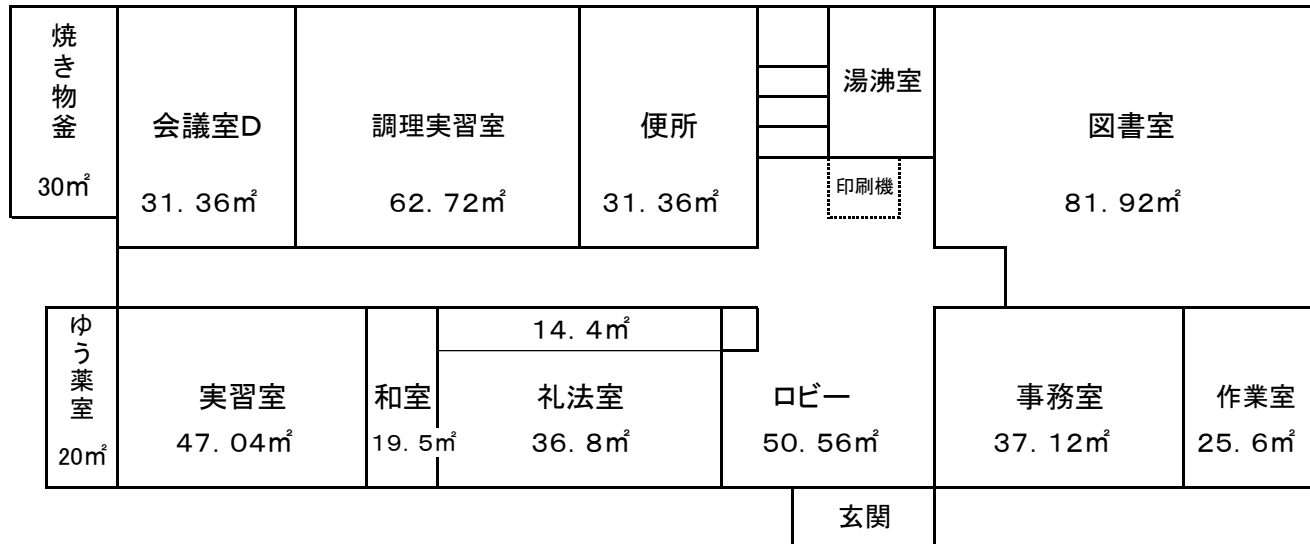 焼き物釜
30㎡
会議室D
31．36㎡
調理実習室
62．72㎡
便所
31．36㎡
湯沸室
印刷機
図書室
81．92㎡
ゆう薬室
20㎡
実習室
47．04㎡
和室
19．5㎡
14．4㎡
礼法室
36．8㎡
ロビー
50．56㎡
事務室
37．12㎡
作業室
25．6㎡
玄関